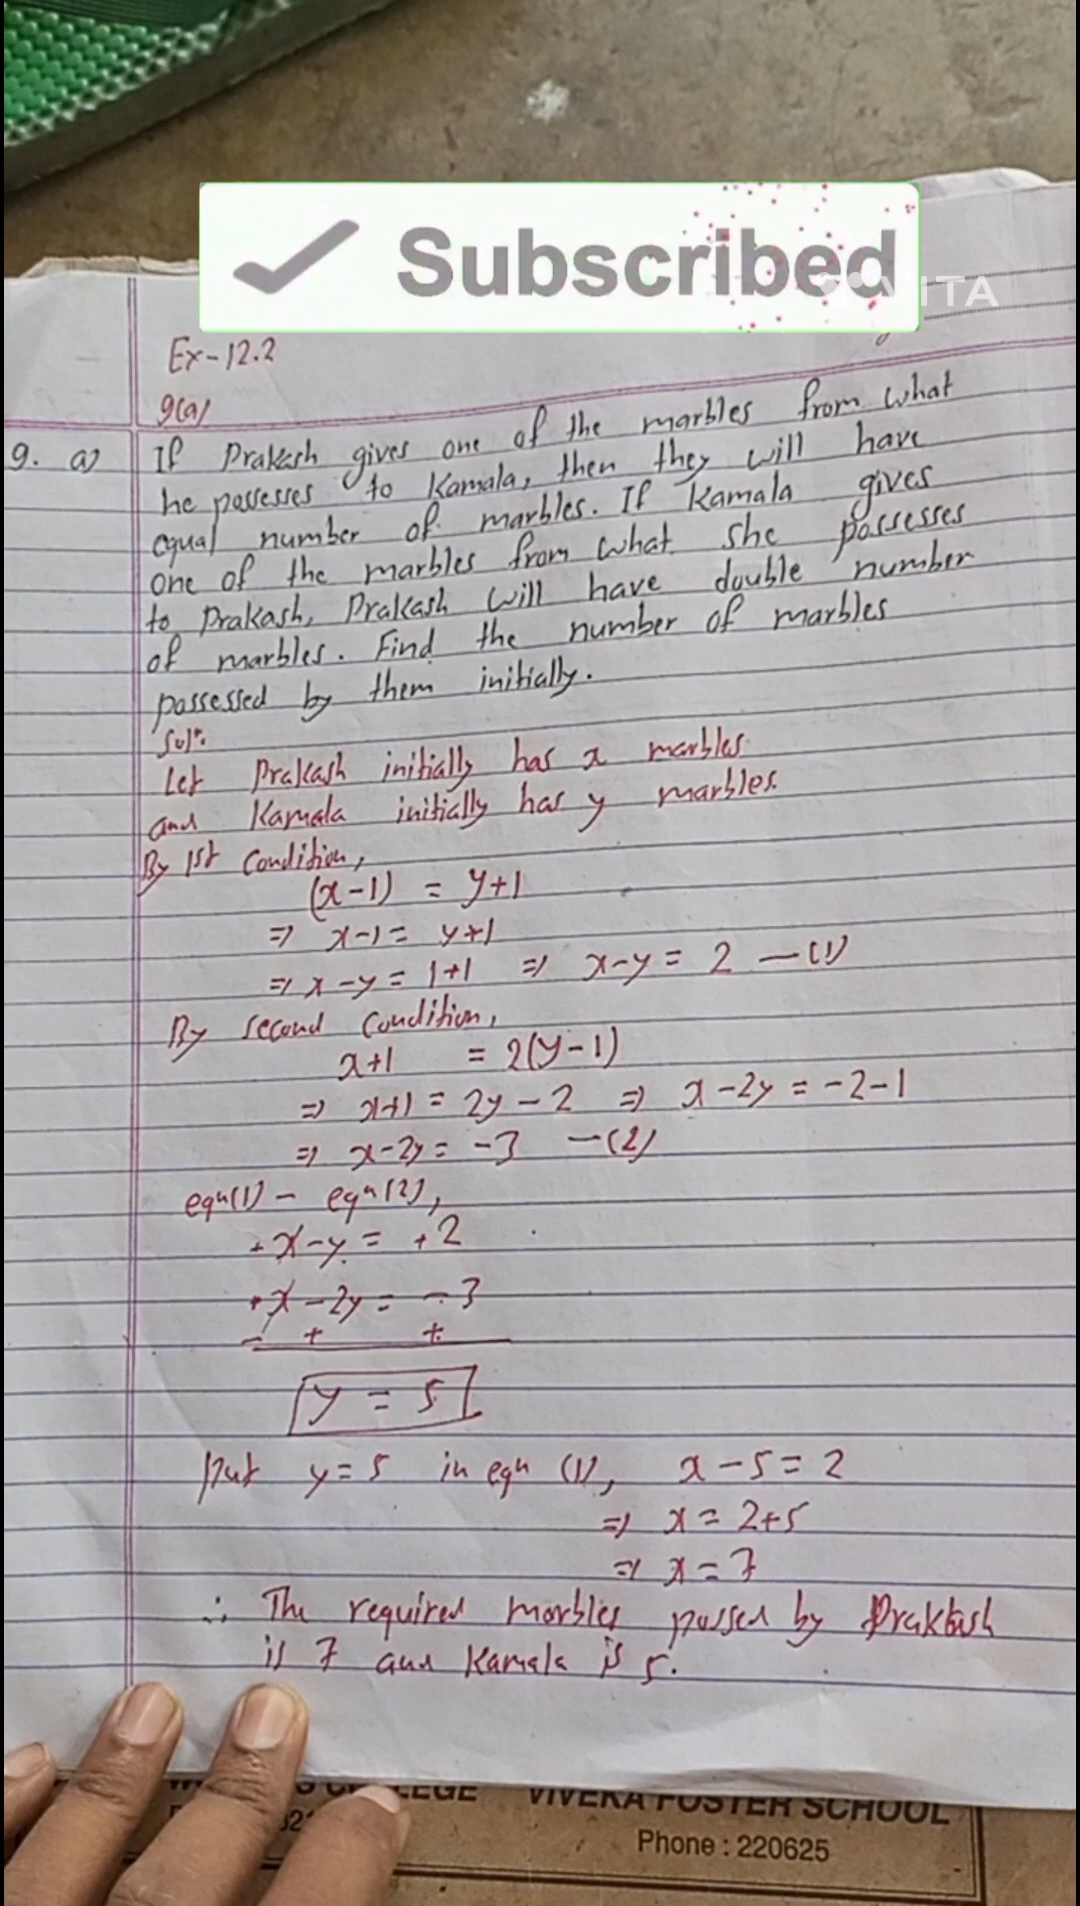 Subscribed
VITA
Ex-12.2
9(a)
9. a) If Prakash gives one of the marbles from what
he possesses to Kamala, then they will have
equal number of marbles. If Kamala gives
one of the marbles from what she possesses
to Prakash, Prakash will have double number
of marbles. Find the number of marbles
possessed by them initially.
Solⁿ.
Let Prakash initially has x marbles
and Kamala initially has y marbles.
By 1st Condition,
(x-1) = y+1
⇒ x-1 = y+1
⇒ x-y = 1+1 ⇒ x-y = 2 —(1)
By second Condition,
x+1 = 2(y-1)
⇒ x+1 = 2y-2 ⇒ x-2y = -2-1
⇒ x-2y = -3 —(2)
eqn(1) - eqn(2),
+x-y = +2
+x-2y = -3
- + +
y = 5
put y=5 in eqn (1), x-5=2
⇒ x = 2+5
⇒ x = 7
∴ The required marbles possed by Prakash
is 7 and Kamala is 5.
VIVEKA FOSTER SCHOOL
Phone : 220625